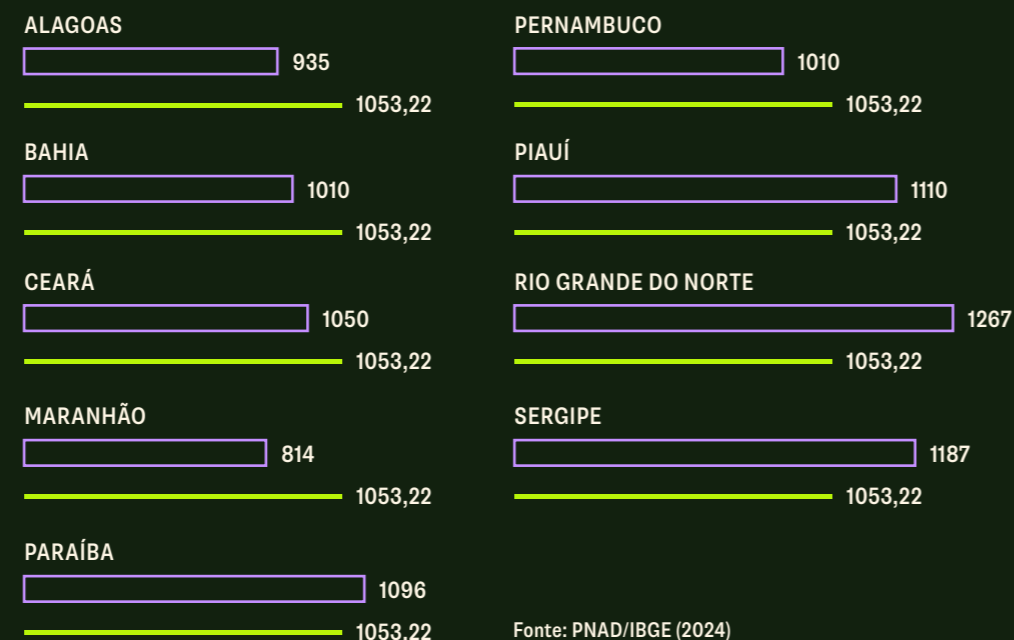 ALAGOAS
935
1053,22
BAHIA
1010
1053,22
CEARÁ
1050
1053,22
MARANHÃO
814
1053,22
PARAÍBA
1096
1053,22
PERNAMBUCO
1010
1053,22
PIAUÍ
1110
1053,22
RIO GRANDE DO NORTE
1267
1053,22
SERGIPE
1187
1053,22
Fonte: PNAD/IBGE (2024)